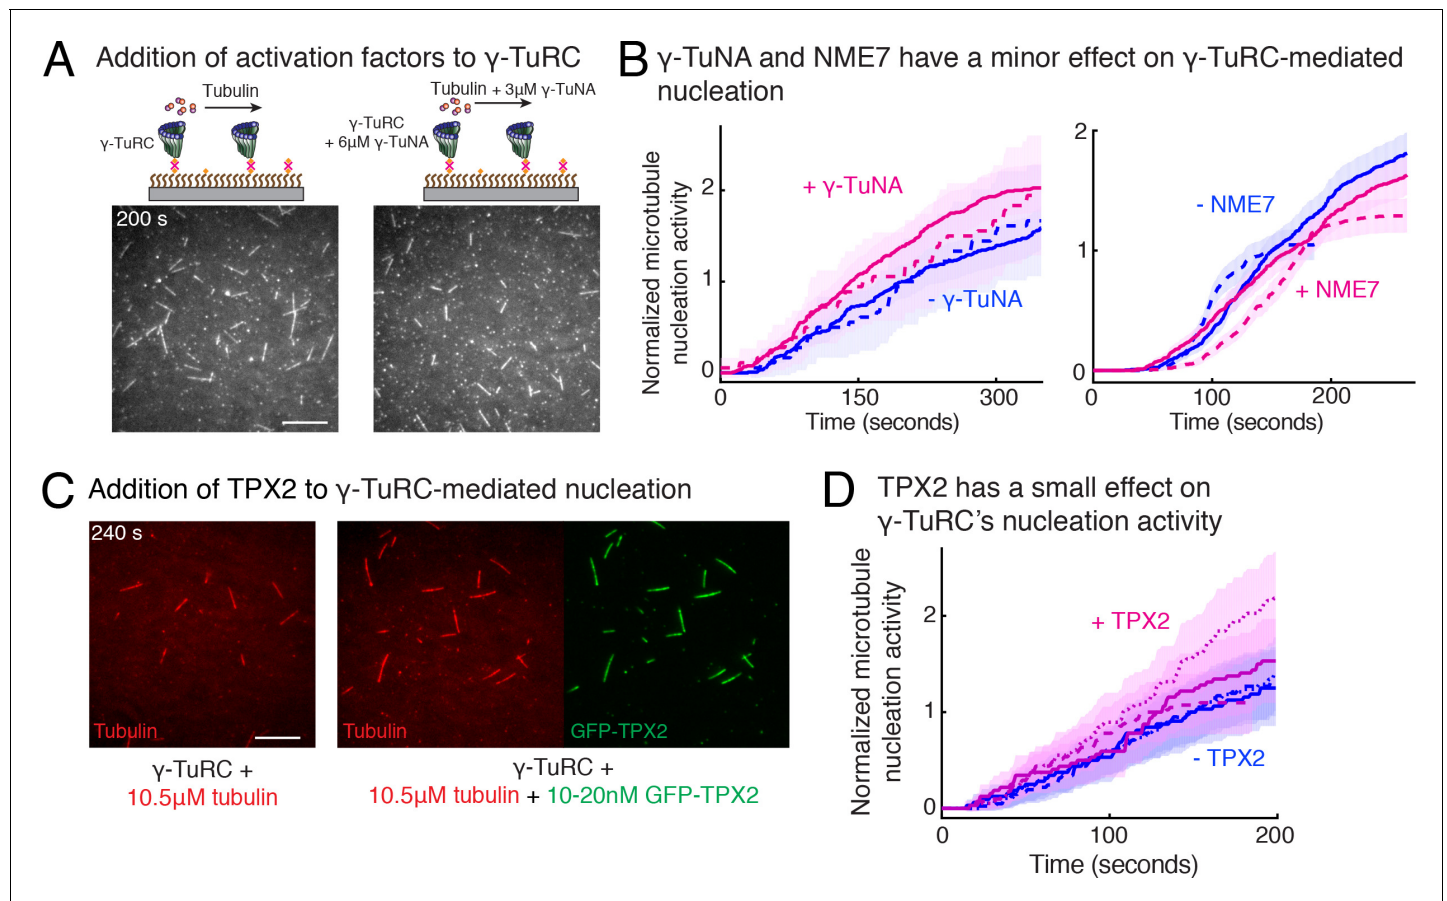 A Addition of activation factors to γ-TuRC
Tubulin
γ-TuRC
Tubulin + 3μM γ-TuNA
γ-TuRC
+ 6μM γ-TuNA
200 s
B γ-TuNA and NME7 have a minor effect on γ-TuRC-mediated
nucleation
Normalized microtubule
nucleation activity
2
1
0
+ γ-TuNA
- γ-TuNA
0 150 300
Time (seconds)
2
1
0
- NME7
+ NME7
0 100 200
Time (seconds)
C Addition of TPX2 to γ-TuRC-mediated nucleation
240 s
Tubulin
Tubulin
GFP-TPX2
γ-TuRC +
10.5μM tubulin
γ-TuRC +
10.5μM tubulin + 10-20nM GFP-TPX2
D TPX2 has a small effect on
γ-TuRC’s nucleation activity
Normalized microtubule
nucleation activity
2
1
0
+ TPX2
- TPX2
0 100 200
Time (seconds)